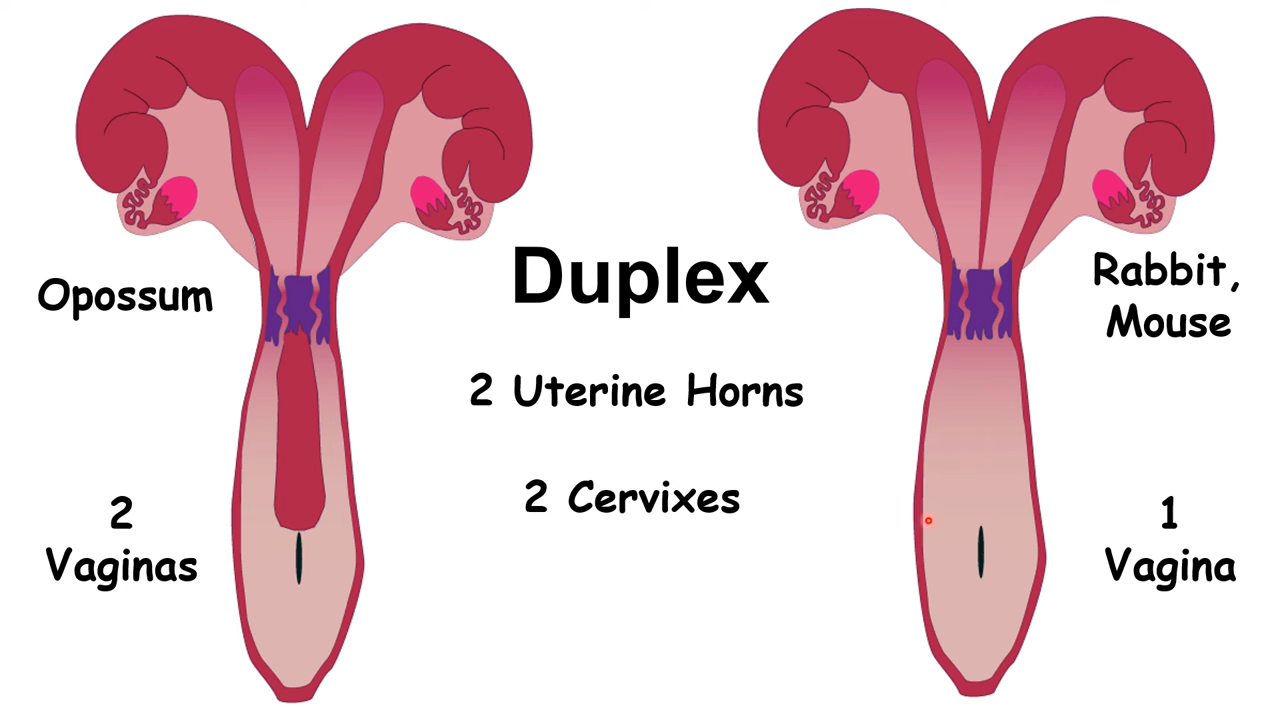 Opossum
2
Vaginas
Duplex
2 Uterine Horns
2 Cervixes
Rabbit,
Mouse
1
Vagina